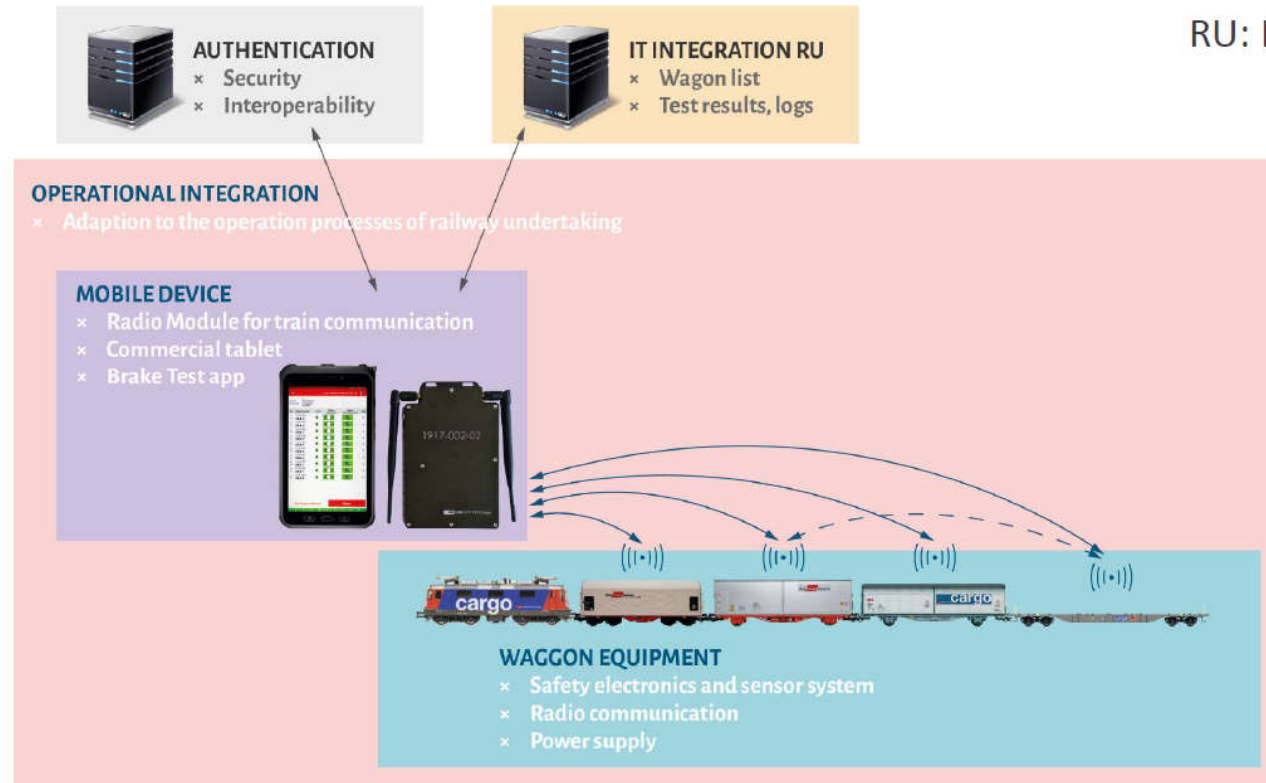 RU:
AUTHENTICATION
× Security
× Interoperability
IT INTEGRATION RU
× Wagon list
× Test results, logs
OPERATIONAL INTEGRATION
× Adaption to the operation processes of railway undertaking
MOBILE DEVICE
× Radio Module for train communication
× Commercial tablet
× Brake Test app
1917-002-02
cargo
cargo
WAGGON EQUIPMENT
× Safety electronics and sensor system
× Radio communication
× Power supply